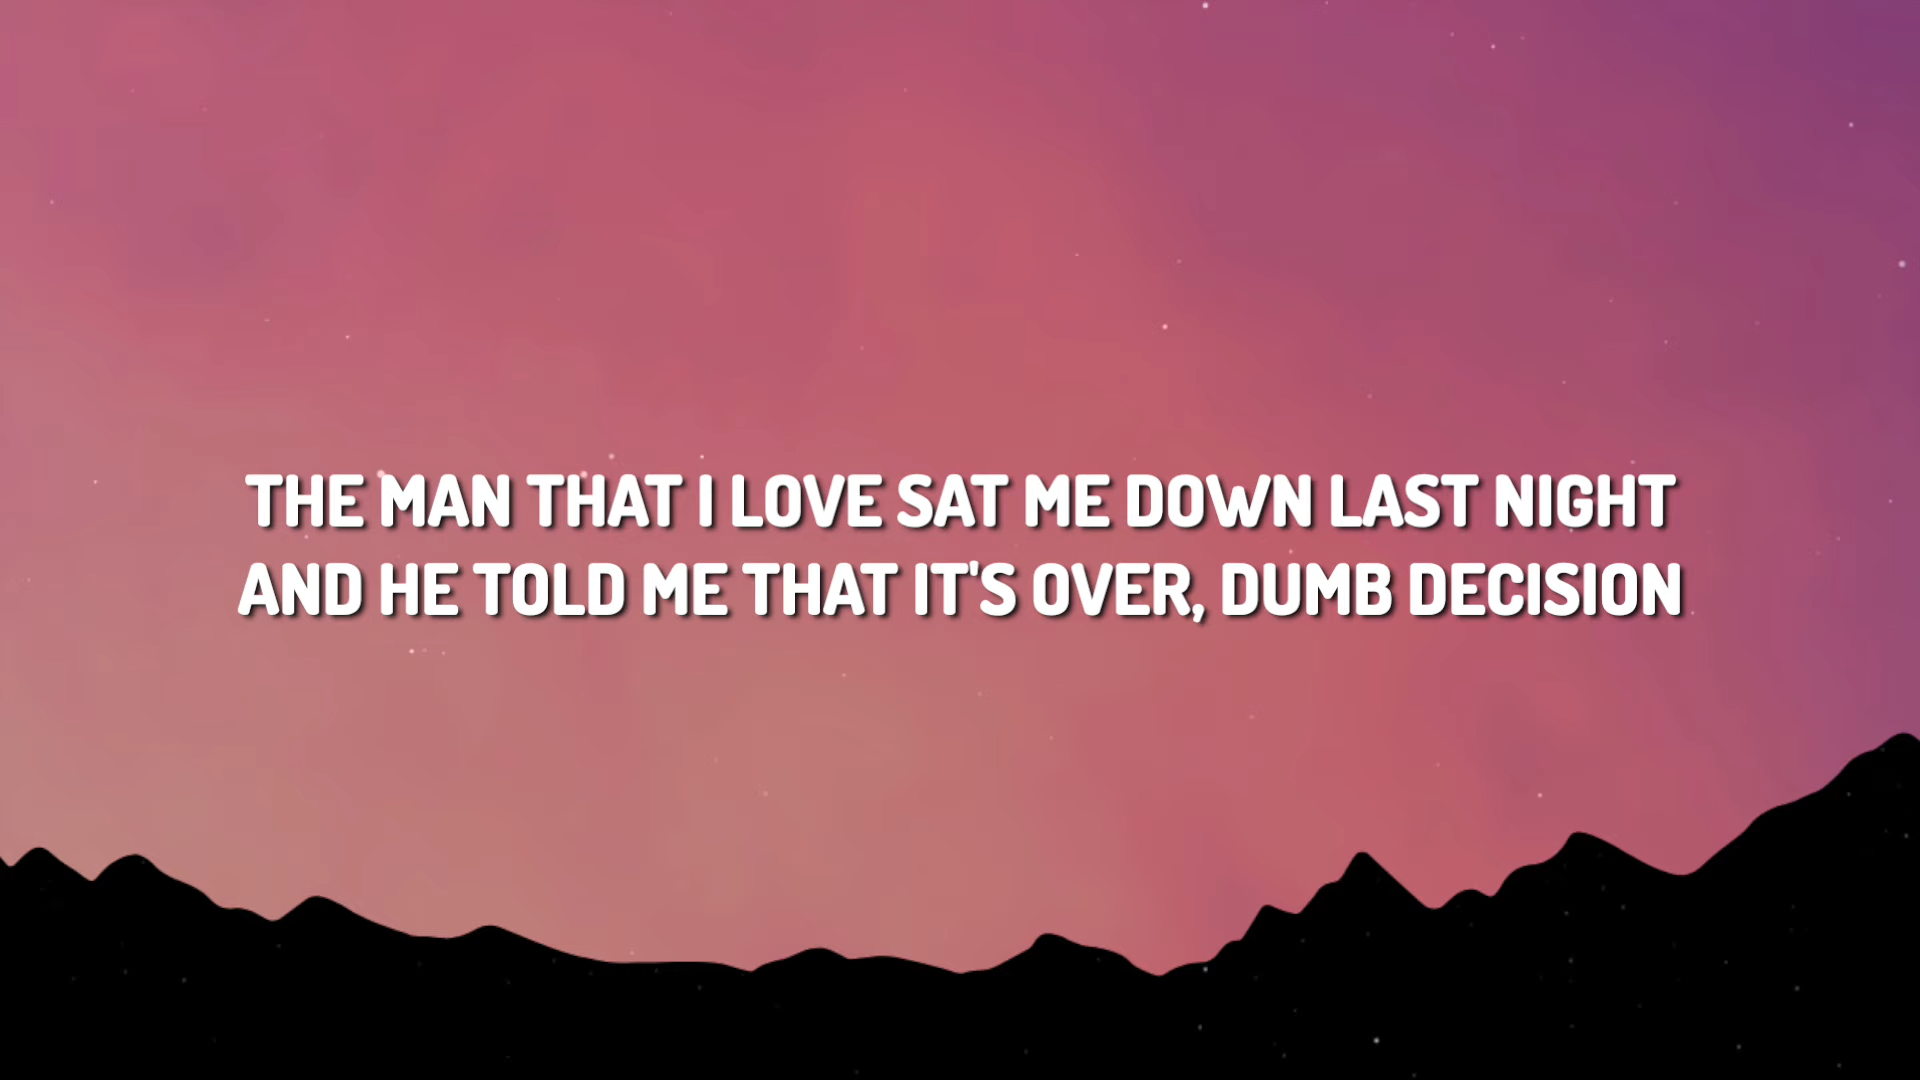 THE MAN THAT I LOVE SAT ME DOWN LAST NIGHT
AND HE TOLD ME THAT IT'S OVER, DUMB DECISION